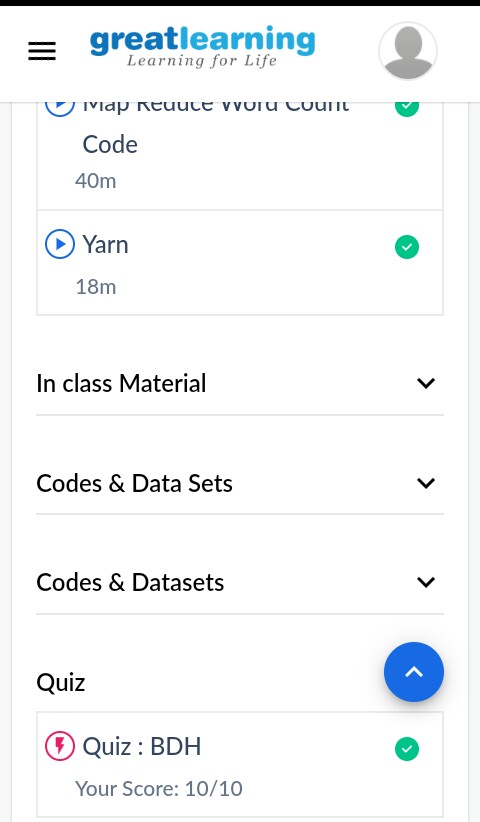 greatlearning
Learning for Life
Map Reduce Word Count
Code
40m
Yarn
18m
In class Material
Codes & Data Sets
Codes & Datasets
Quiz
Quiz : BDH
Your Score: 10/10